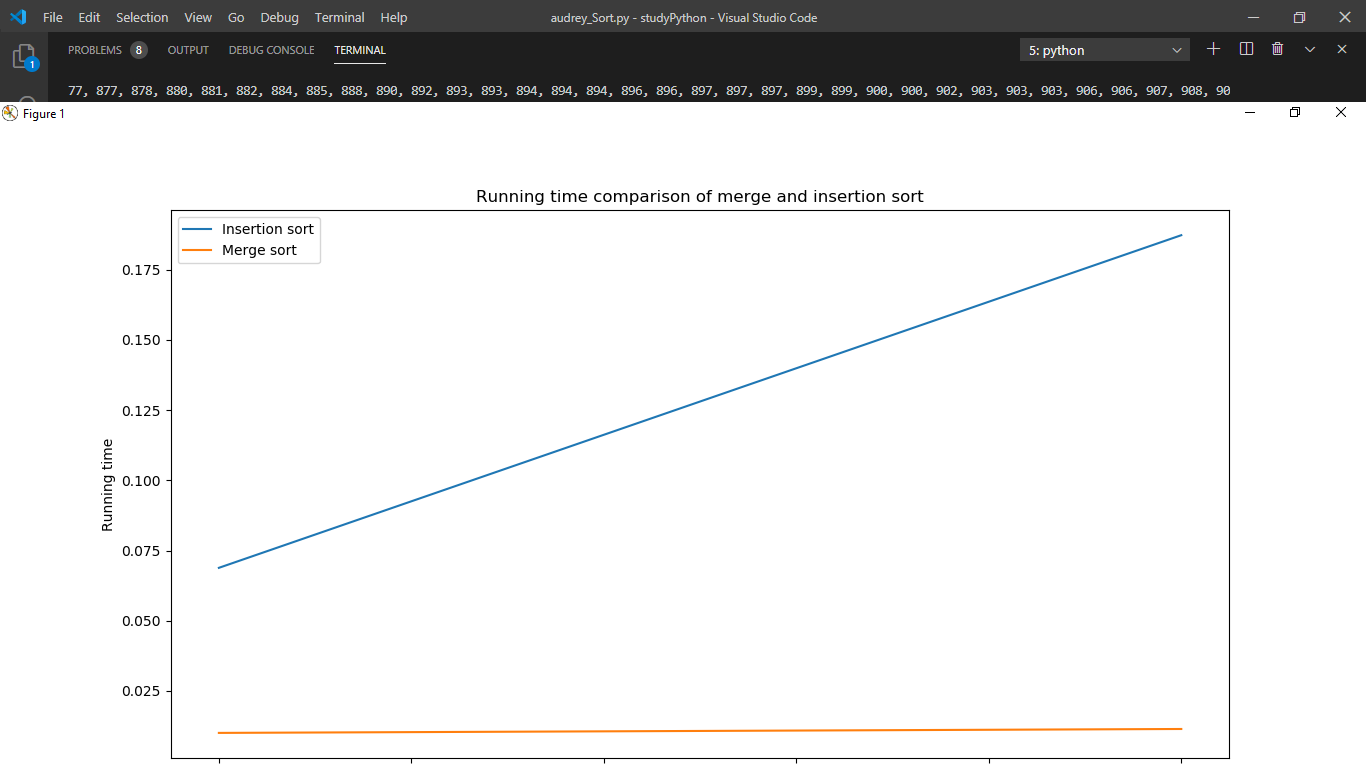 File Edit Selection View Go Debug Terminal Help audrey_Sort.py - studyPython - Visual Studio Code
PROBLEMS 8 OUTPUT DEBUG CONSOLE TERMINAL 5: python
1
77, 877, 878, 880, 881, 882, 884, 885, 888, 890, 892, 893, 893, 894, 894, 894, 896, 896, 897, 897, 897, 899, 899, 900, 900, 902, 903, 903, 903, 906, 906, 907, 908, 90
Figure 1
Running time comparison of merge and insertion sort
Insertion sort
Merge sort
0.175
0.150
0.125
0.100
Running time
0.075
0.050
0.025